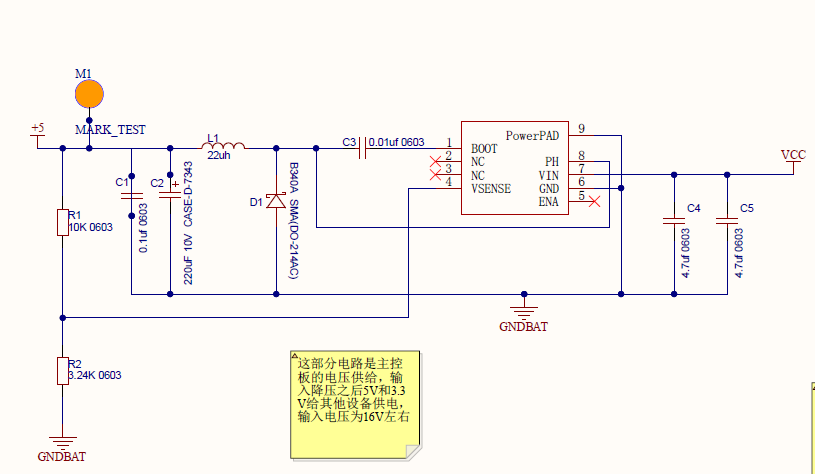 M1
+5
MARK_TEST
L1
22uh
C3
0.01uf 0603
1
2
3
4
BOOT
NC
NC
VSENSE
PowerPAD
PH
VIN
GND
ENA
9
8
7
6
5
VCC
C1
0.1uf 0603
C2
+
220uF 10V CASE-D-7343
D1
B340A SMA(DO-214AC)
R1
10K 0603
C4
4.7uf 0603
C5
4.7uf 0603
GNDBAT
R2
3.24K 0603
GNDBAT
这部分电路是主控
板的电压供给，输
入降压之后5V和3.3
V给其他设备供电，
输入电压为16V左右